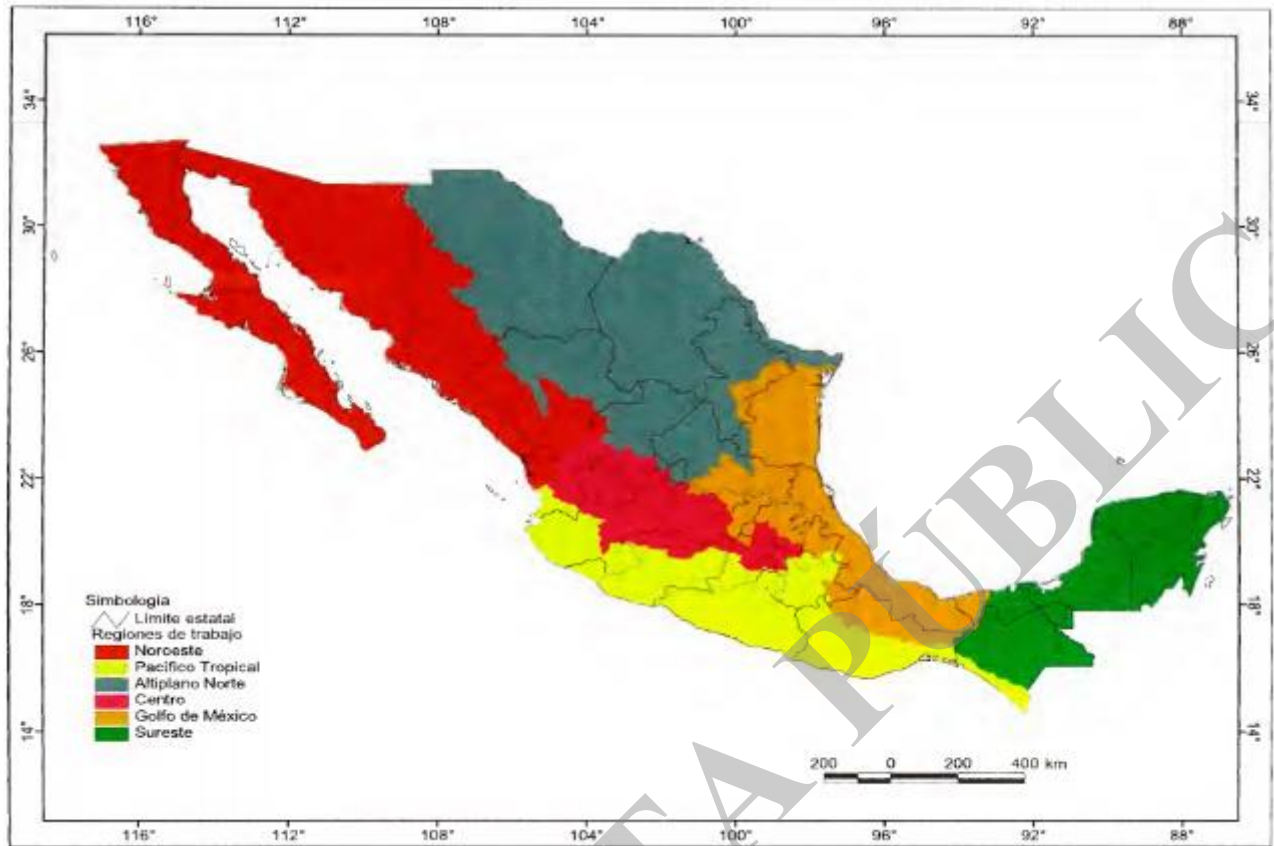 116° 112° 108° 104° 100° 96° 92° 88°
34° 34°
30° 30°
26° 26°
22° 22°
18° 18°
14° 14°
Simbología
Límite estatal
Regiones de trabajo
Noroeste
Pacífico Tropical
Altiplano Norte
Centro
Golfo de México
Sureste
200 0 200 400 km
116° 112° 108° 104° 100° 96° 92° 88°
TA PÚBLIC